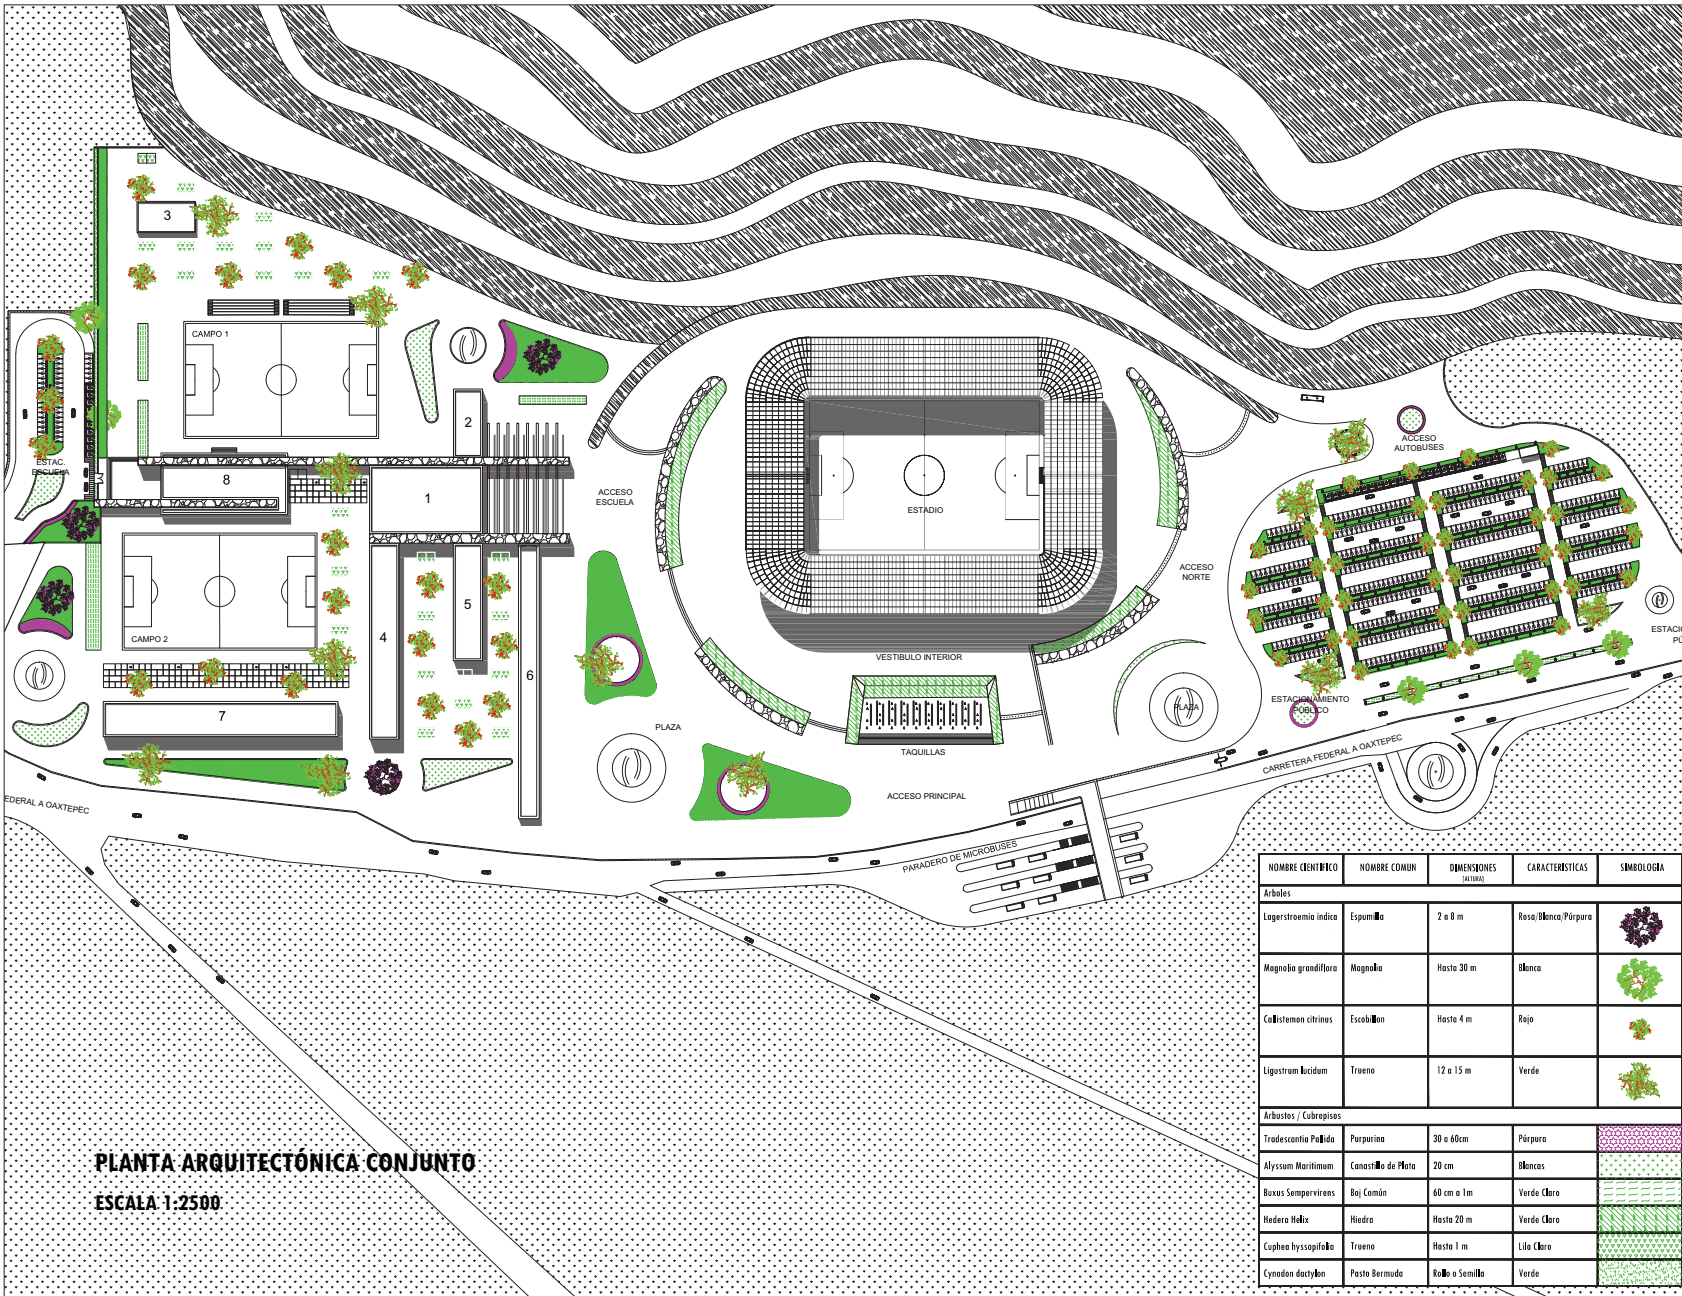 3
CAMPO 1
2
ESTAC.
ESCUELA
8
1
ACCESO
ESCUELA
ESTADIO
ACCESO
AUTOBUSES
ACCESO
NORTE
CAMPO 2
4
5
6
7
VESTIBULO INTERIOR
PLAZA
TAQUILLAS
ACCESO PRINCIPAL
PLAZA
ESTACIONAMIENTO
PÚBLICO
CARRETERA FEDERAL A OAXTEPEC
PARADERO DE MICROBUSES
EDERAL A OAXTEPEC
NOMBRE CIENTIFICO NOMBRE COMUN DIMENSIONES CARACTERÍSTICAS SIMBOLOGÍA
(ALTURA)
Arboles
Lagerstroemia indica Espumilla 2 a 8 m Rosa/Blanca/Púrpura
Magnolia grandiflora Magnolia Hasta 30 m Blanca
Callistemon citrinus Escobillon Hasta 4 m Rojo
Ligustrum lucidum Trueno 12 a 15 m Verde
Arbustos / Cubrepisos
Tradescantia Pallida Purpurina 30 a 60cm Púrpura
Alyssum Maritimum Canastillo de Plata 20 cm Blancas
Buxus Sempervirens Boj Común 60 cm a 1m Verde Claro
Hedera Helix Hiedra Hasta 20 m Verde Claro
Cuphea hyssopifolia Trueno Hasta 1 m Lila Claro
Cynodon dactylon Pasto Bermuda Rollo o Semilla Verde
PLANTA ARQUITECTÓNICA CONJUNTO
ESCALA 1:2500